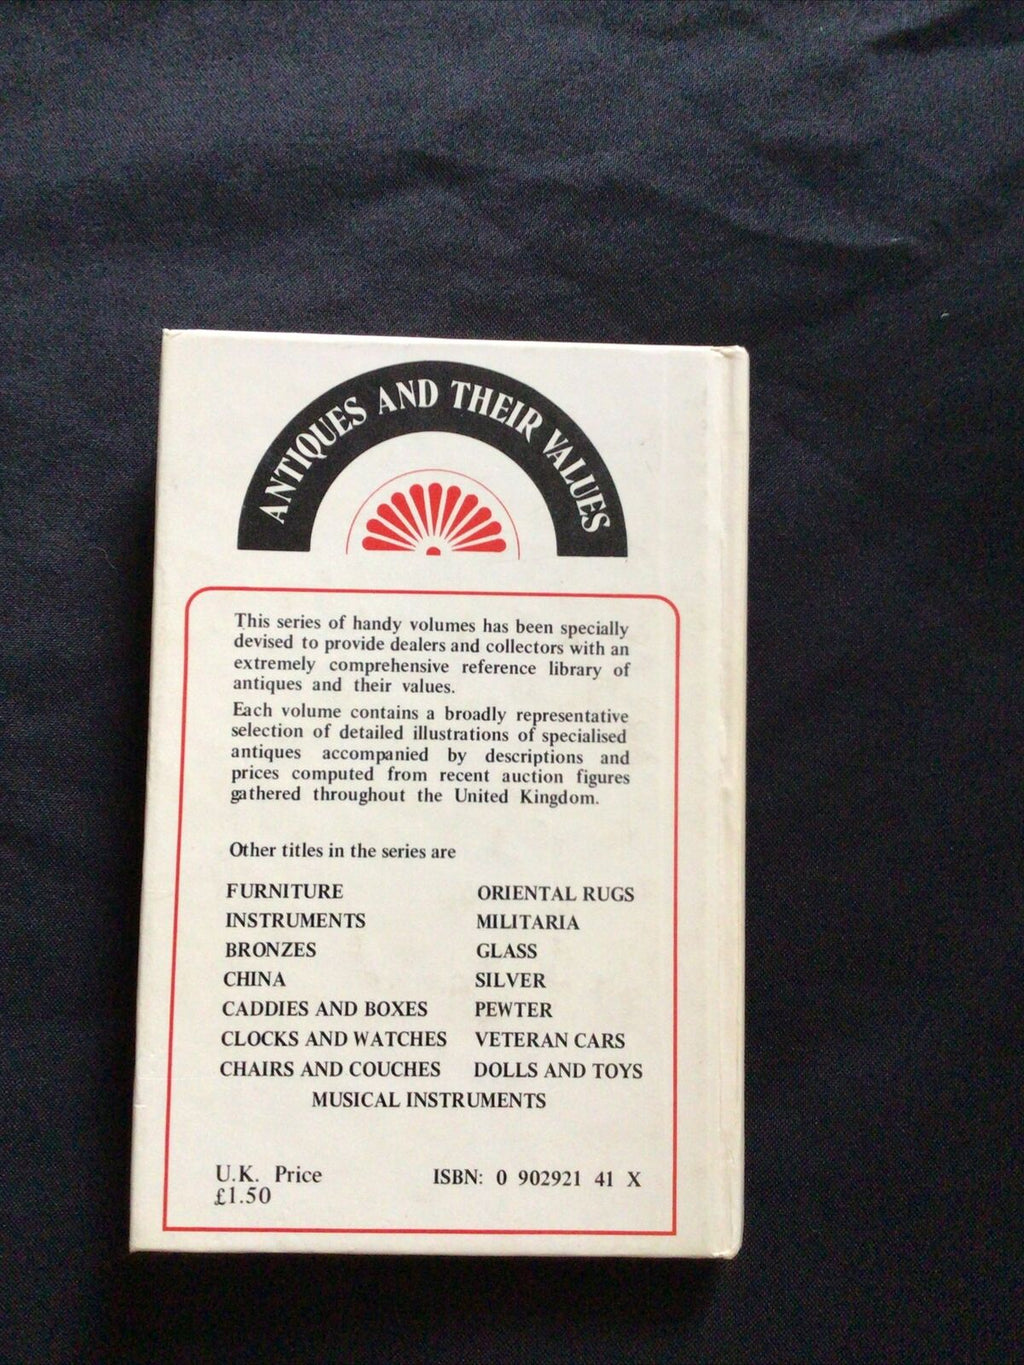 ANTIQUES AND THEIR VALUES
This series of handy volumes has been specially
devised to provide dealers and collectors with an
extremely comprehensive reference library of
antiques and their values.
Each volume contains a broadly representative
selection of detailed illustrations of specialised
antiques accompanied by descriptions and
prices computed from recent auction figures
gathered throughout the United Kingdom.
Other titles in the series are
FURNITURE ORIENTAL RUGS
INSTRUMENTS MILITARIA
BRONZES GLASS
CHINA SILVER
CADDIES AND BOXES PEWTER
CLOCKS AND WATCHES VETERAN CARS
CHAIRS AND COUCHES DOLLS AND TOYS
MUSICAL INSTRUMENTS
U.K. Price ISBN: 0 902921 41 X
£1.50